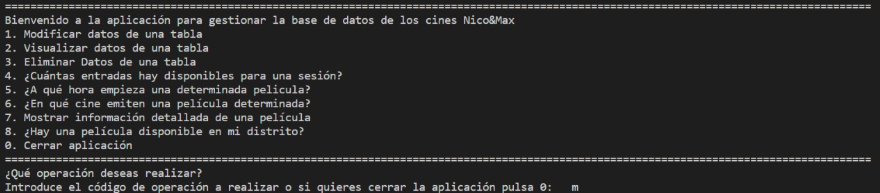 ================================================================================
Bienvenido a la aplicación para gestionar la base de datos de los cines Nico&Max
1. Modificar datos de una tabla
2. Visualizar datos de una tabla
3. Eliminar Datos de una tabla
4. ¿Cuántas entradas hay disponibles para una sesión?
5. ¿A qué hora empieza una determinada pelicula?
6. ¿En qué cine emiten una película determinada?
7. Mostrar información detallada de una película
8. ¿Hay una película disponible en mi distrito?
0. Cerrar aplicación
================================================================================
¿Qué operación deseas realizar?
Introduce el código de operación a realizar o si quieres cerrar la aplicación pulsa 0:   m